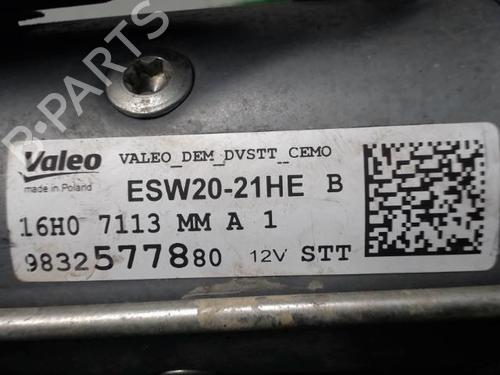 B-PARTS
Valeo
made in Poland
VALEO_DEM_DVSTT_CEMO
ESW20-21HE B
16H0 7113 MM A 1
9832577880 12V STT